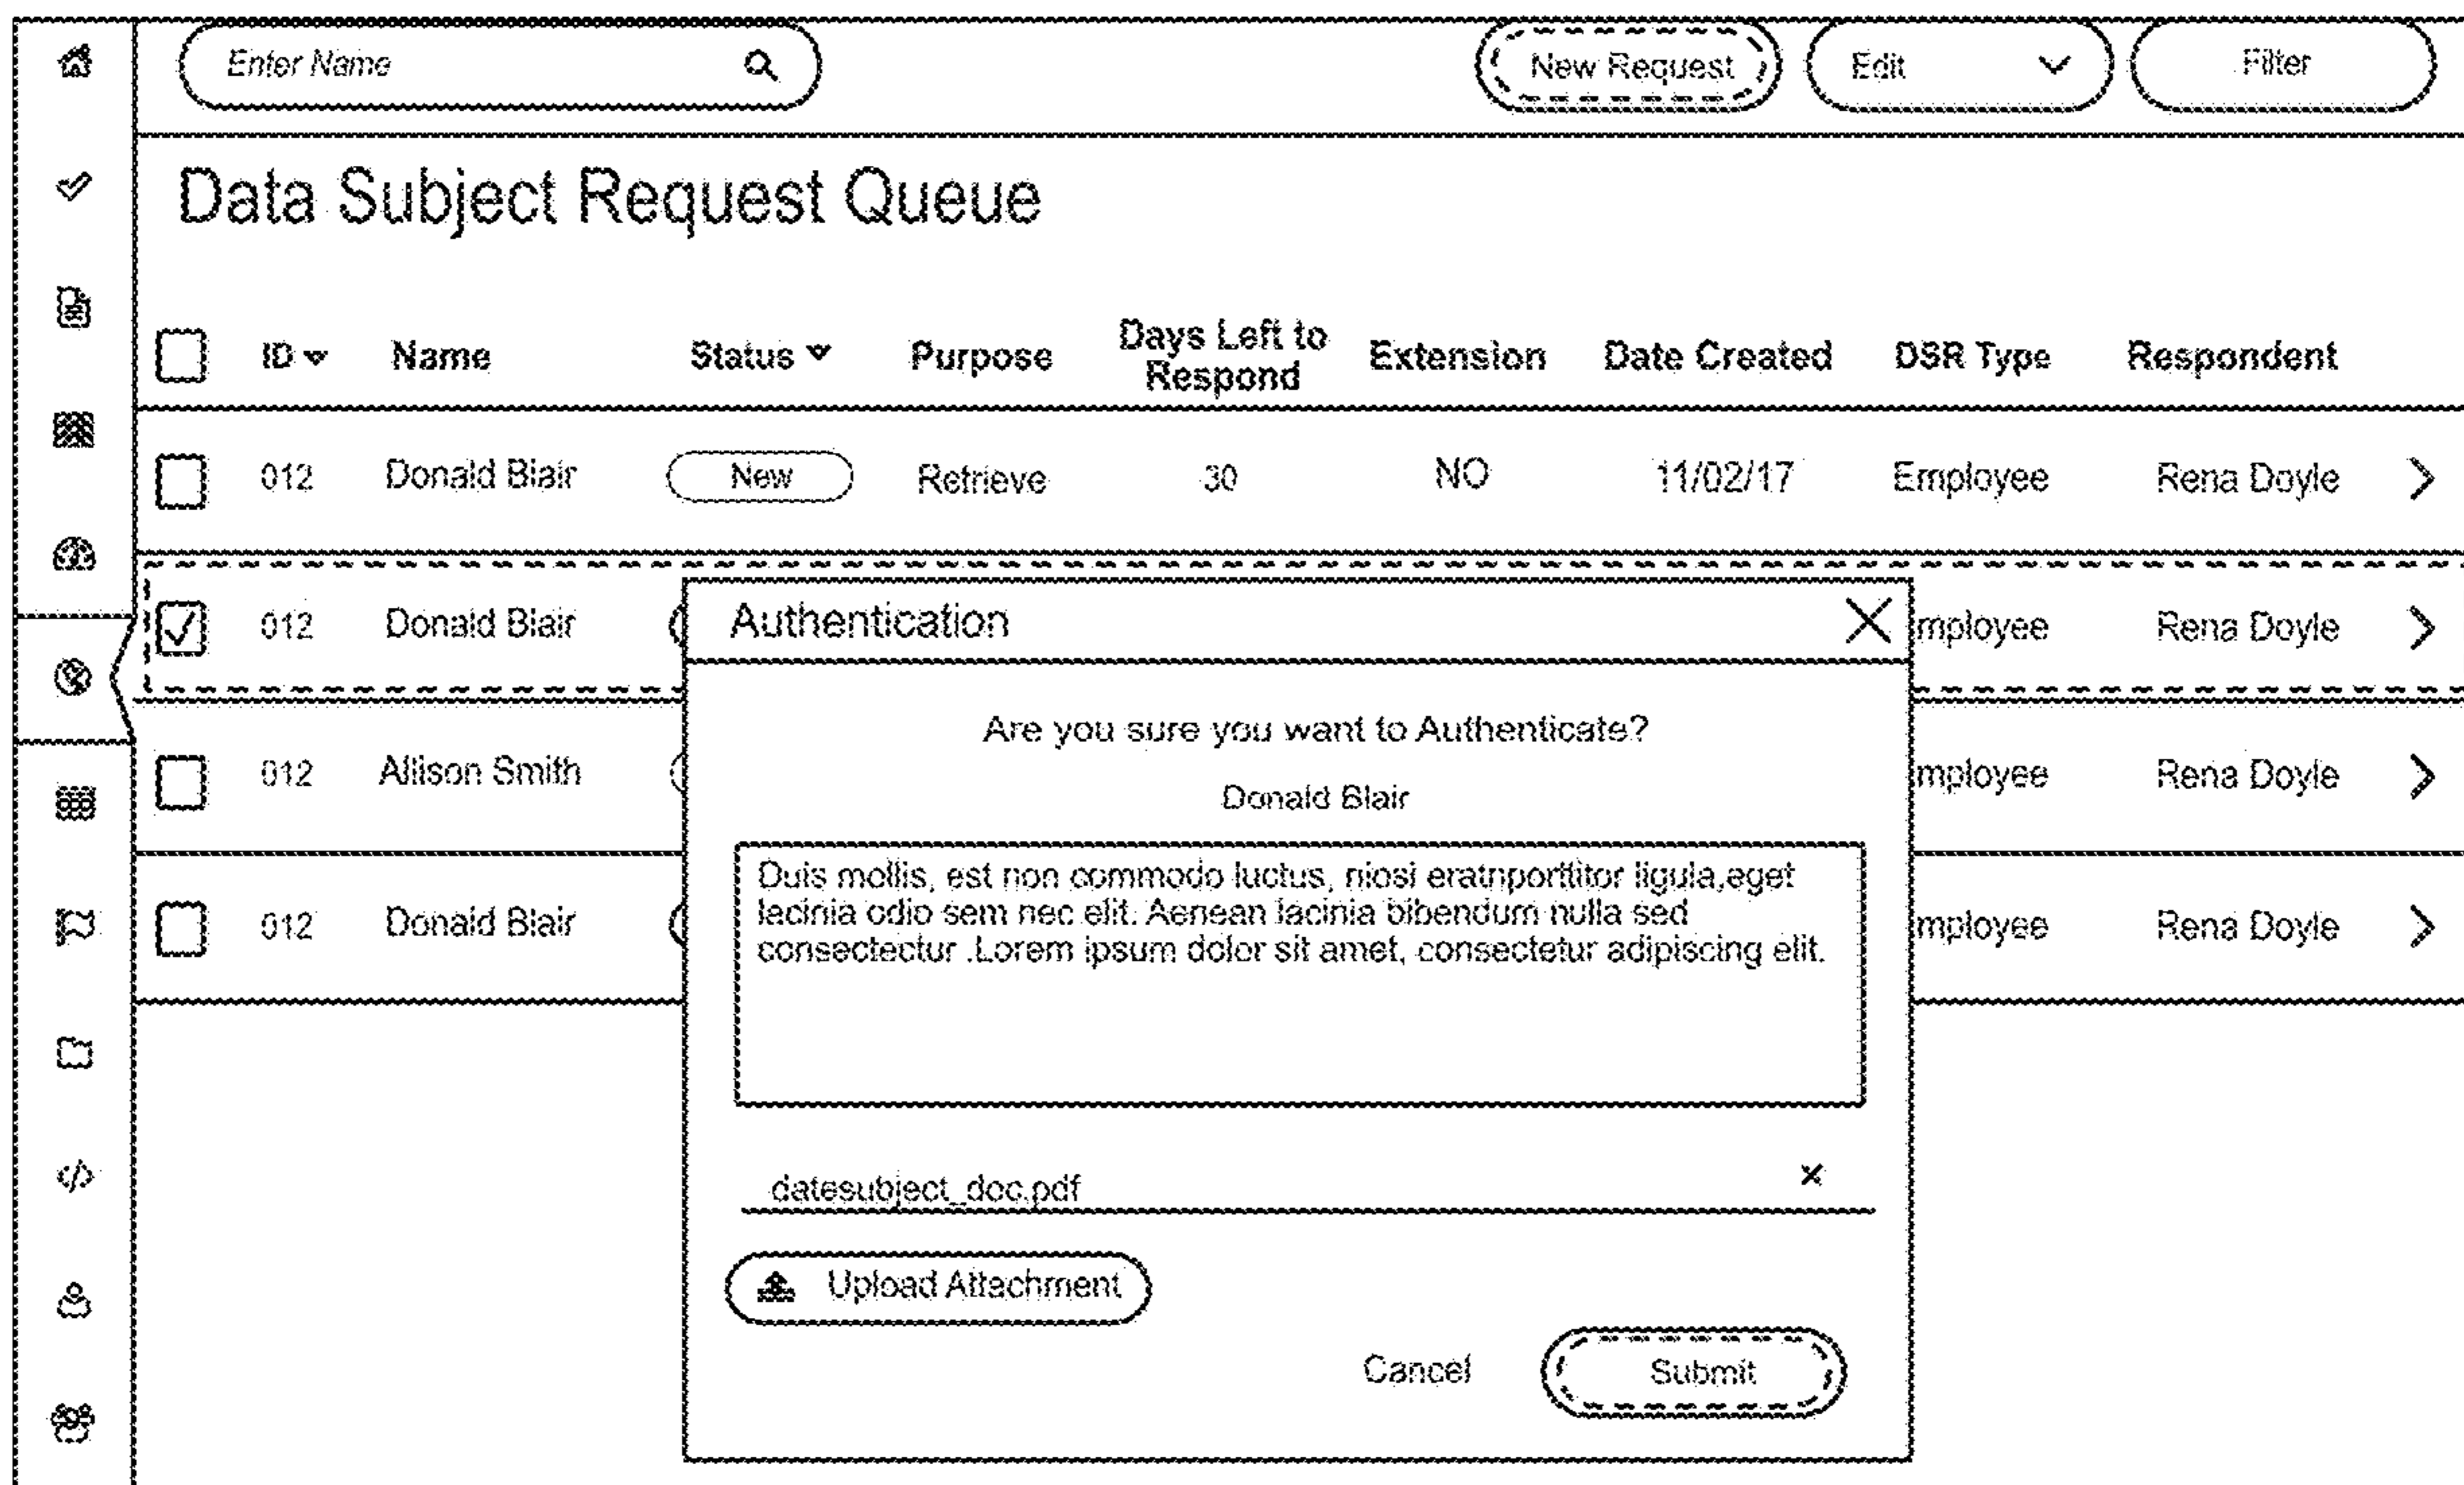 Enter Name New Request Edit Filter
Data Subject Request Queue
ID Name Status Purpose Days Left to Respond Extension Date Created DSR Type Respondent
012 Donald Blair New Retrieve 30 NO 11/02/17 Employee Rena Doyle
012 Donald Blair mployee Rena Doyle
012 Allison Smith mployee Rena Doyle
012 Donald Blair mployee Rena Doyle
Authentication
Are you sure you want to Authenticate?
Donald Blair
Duis mollis, est non commodo luctus, niosi eratnporttitor ligula,eget
lacinia odio sem nec elit. Aenean lacinia bibendum nulla sed
consectectur .Lorem ipsum dolor sit amet, consectetur adipiscing elit.
datesubject_doc.pdf
Upload Attachment
Cancel Submit